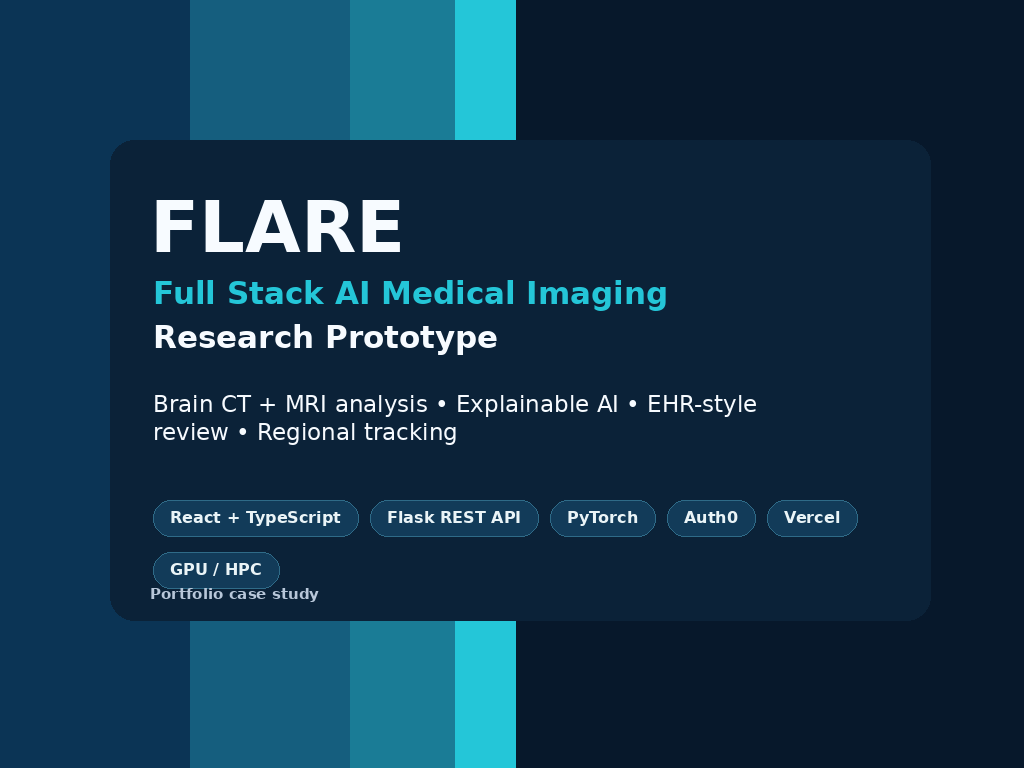 FLARE
Full Stack AI Medical Imaging
Research Prototype
Brain CT + MRI analysis • Explainable AI • EHR-style
review • Regional tracking
React + TypeScript Flask REST API PyTorch Auth0 Vercel
GPU / HPC
Portfolio case study